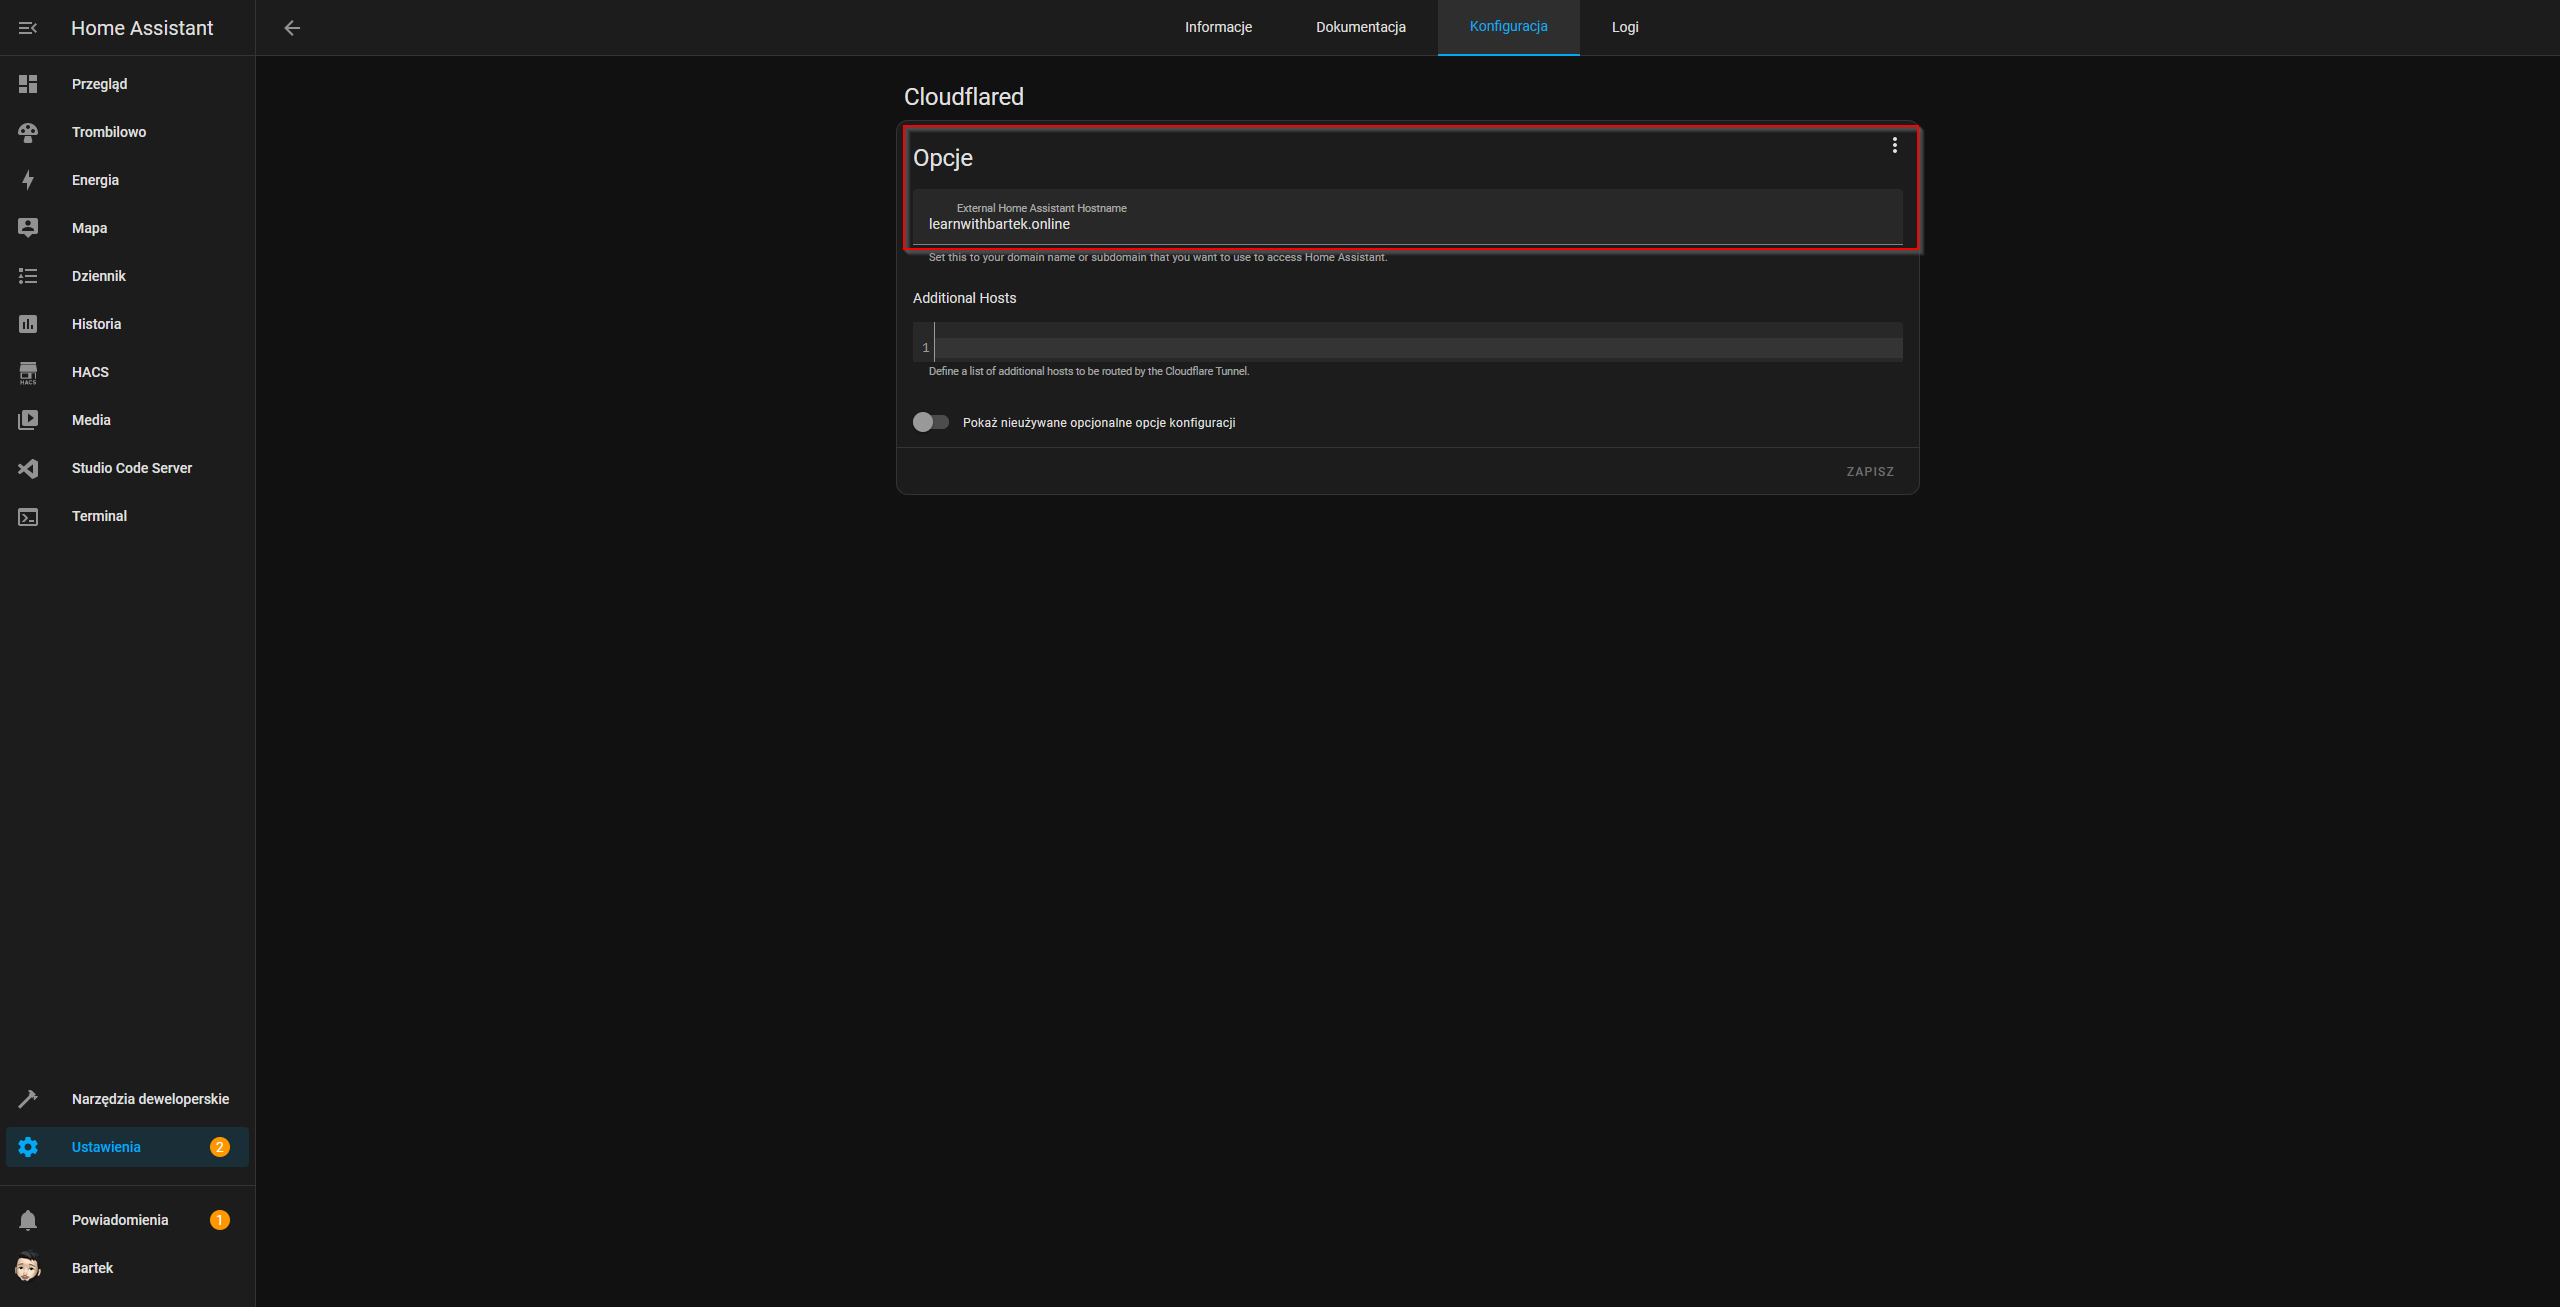 Home Assistant
Informacje
Dokumentacja
Konfiguracja
Logi
Przegląd
Trombilowo
Energia
Mapa
Dziennik
Historia
HACS
HACS
Media
Studio Code Server
Terminal
Narzędzia deweloperskie
Ustawienia
2
Powiadomienia
1
Bartek
Cloudflared
Opcje
External Home Assistant Hostname
learnwithbartek.online
Set this to your domain name or subdomain that you want to use to access Home Assistant.
Additional Hosts
1
Define a list of additional hosts to be routed by the Cloudflare Tunnel.
Pokaż nieużywane opcjonalne opcje konfiguracji
ZAPISZ